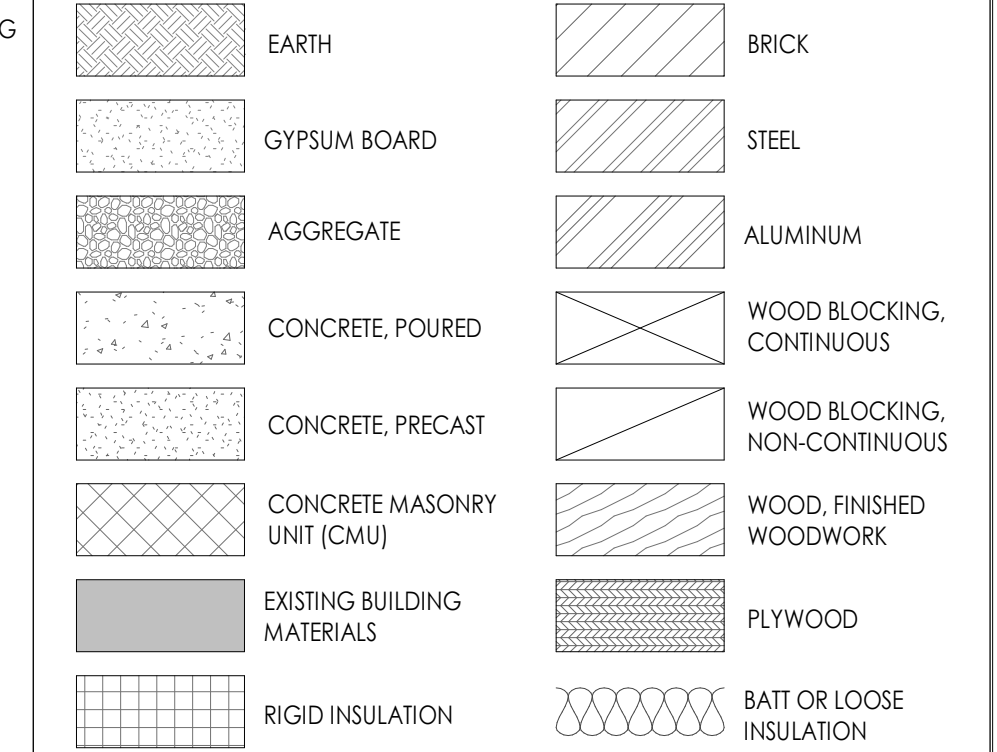 G
EARTH
GYPSUM BOARD
AGGREGATE
CONCRETE, POURED
CONCRETE, PRECAST
CONCRETE MASONRY
UNIT (CMU)
EXISTING BUILDING
MATERIALS
RIGID INSULATION
BRICK
STEEL
ALUMINUM
WOOD BLOCKING,
CONTINUOUS
WOOD BLOCKING,
NON-CONTINUOUS
WOOD, FINISHED
WOODWORK
PLYWOOD
BATT OR LOOSE
INSULATION